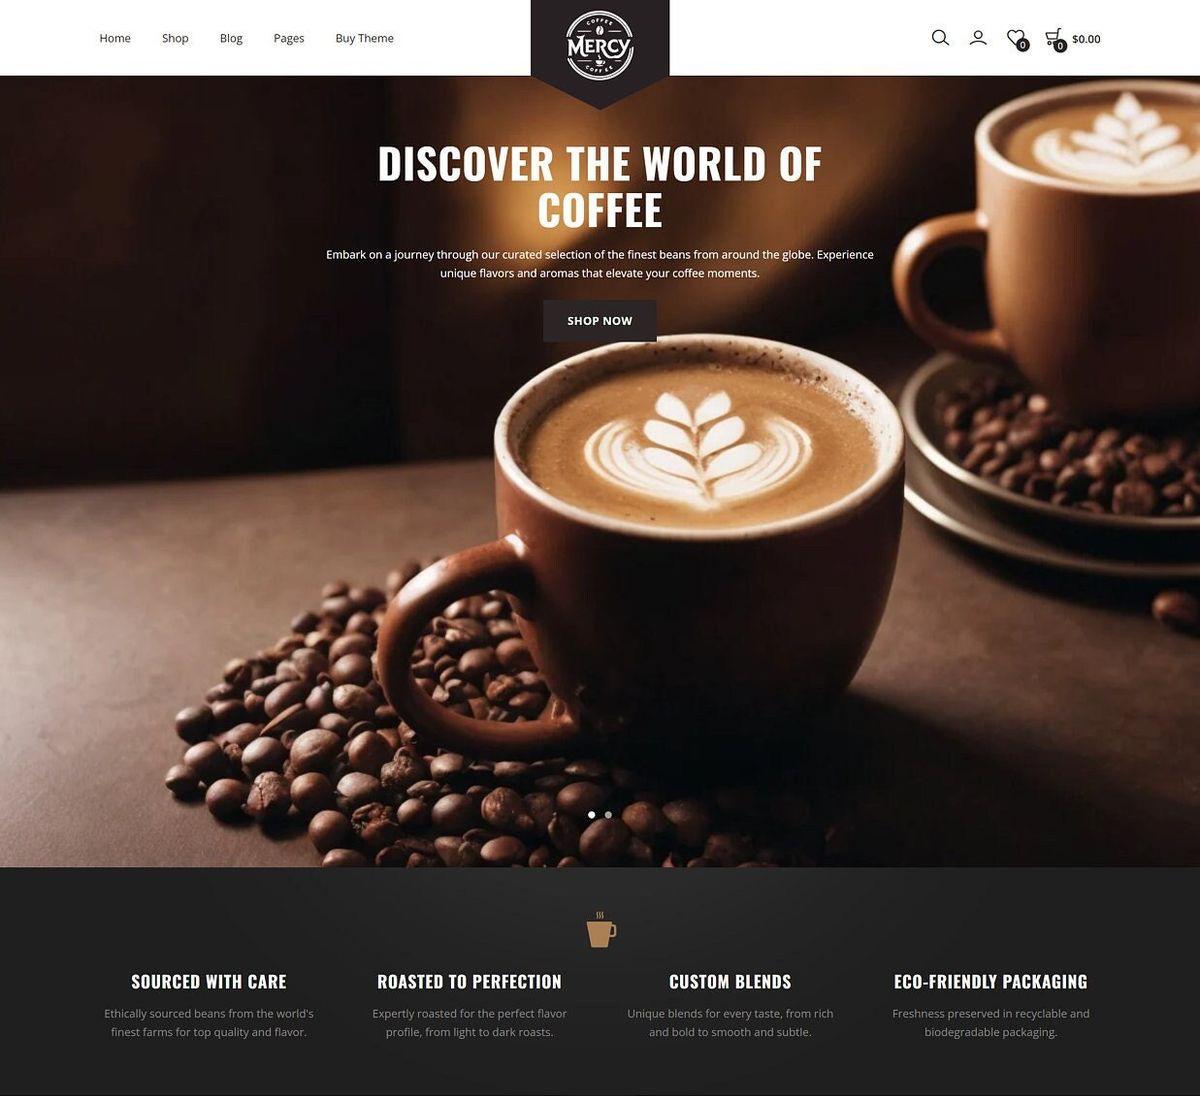 Home Shop Blog Pages Buy Theme
COFFEE
MERCY
COFFEE
0 0 $0.00
DISCOVER THE WORLD OF
COFFEE
Embark on a journey through our curated selection of the finest beans from around the globe. Experience
unique flavors and aromas that elevate your coffee moments.
SHOP NOW
SOURCED WITH CARE
Ethically sourced beans from the world's
finest farms for top quality and flavor.
ROASTED TO PERFECTION
Expertly roasted for the perfect flavor
profile, from light to dark roasts.
CUSTOM BLENDS
Unique blends for every taste, from rich
and bold to smooth and subtle.
ECO-FRIENDLY PACKAGING
Freshness preserved in recyclable and
biodegradable packaging.